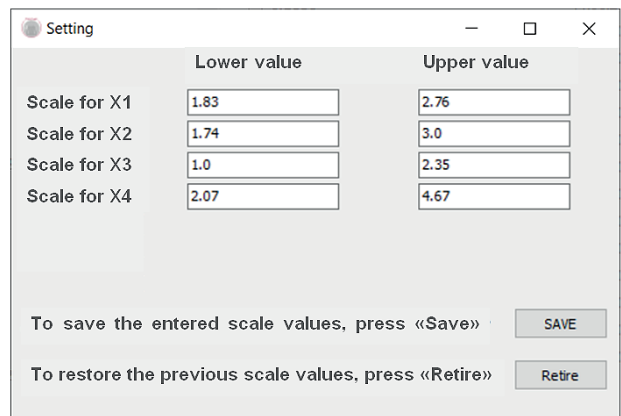 Setting
Lower value Upper value
Scale for X1 1.83 2.76
Scale for X2 1.74 3.0
Scale for X3 1.0 2.35
Scale for X4 2.07 4.67
To save the entered scale values, press «Save» SAVE
To restore the previous scale values, press «Retire» Retire